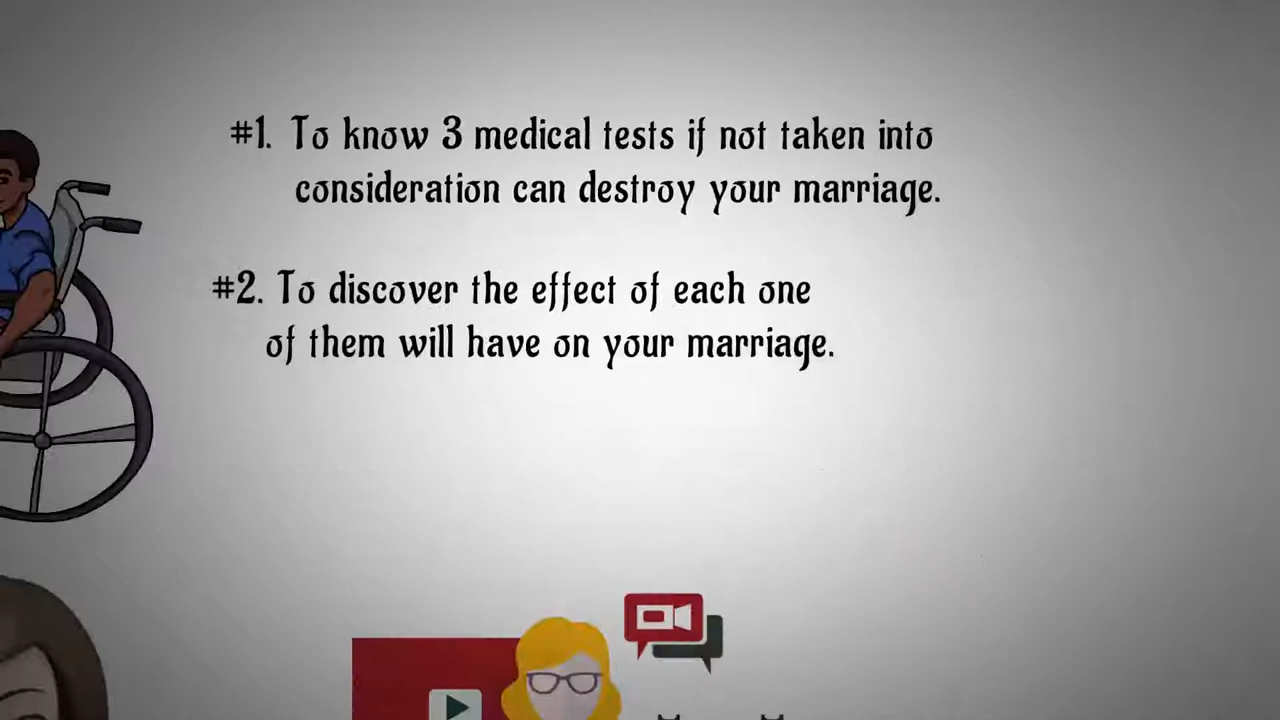 #1. To know 3 medical tests if not taken into
consideration can destroy your marriage.
#2. To discover the effect of each one
of them will have on your marriage.